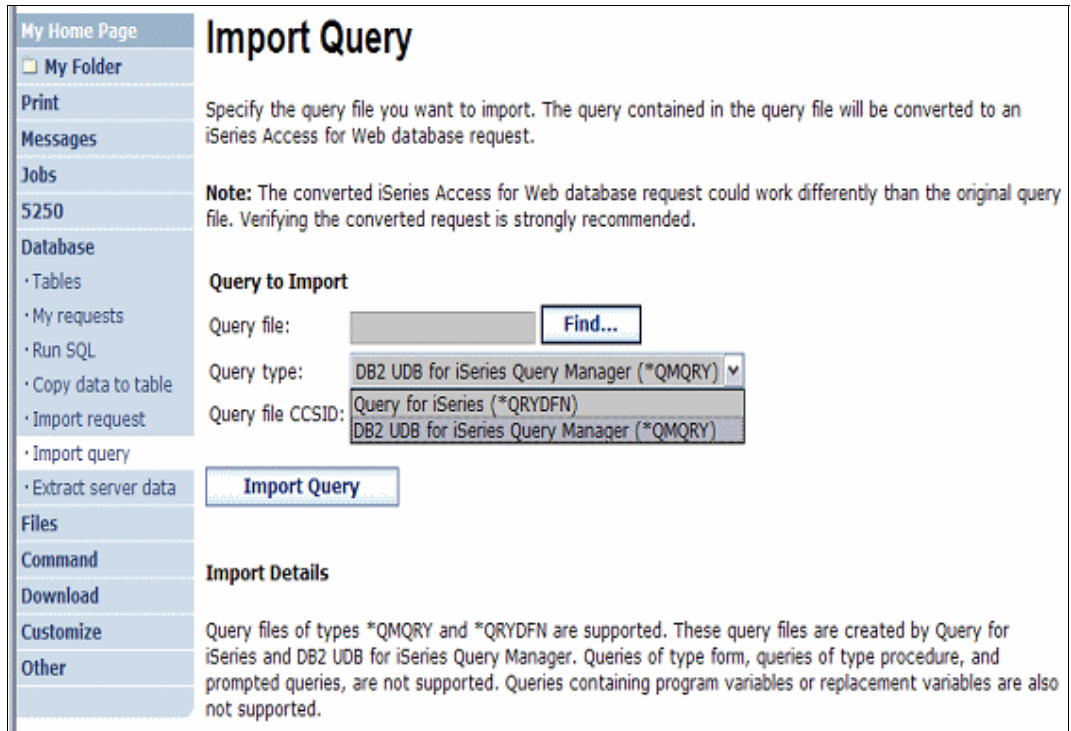 My Home Page
My Folder
Print
Messages
Jobs
5250
Database
· Tables
· My requests
· Run SQL
· Copy data to table
· Import request
· Import query
· Extract server data
Files
Command
Download
Customize
Other
Import Query
Specify the query file you want to import. The query contained in the query file will be converted to an
iSeries Access for Web database request.
Note: The converted iSeries Access for Web database request could work differently than the original query
file. Verifying the converted request is strongly recommended.
Query to Import
Query file:
Find...
Query type:
DB2 UDB for iSeries Query Manager (*QMQRY)
Query file CCSID:
Query for iSeries (*QRYDFN)
DB2 UDB for iSeries Query Manager (*QMQRY)
Import Query
Import Details
Query files of types *QMQRY and *QRYDFN are supported. These query files are created by Query for
iSeries and DB2 UDB for iSeries Query Manager. Queries of type form, queries of type procedure, and
prompted queries, are not supported. Queries containing program variables or replacement variables are also
not supported.